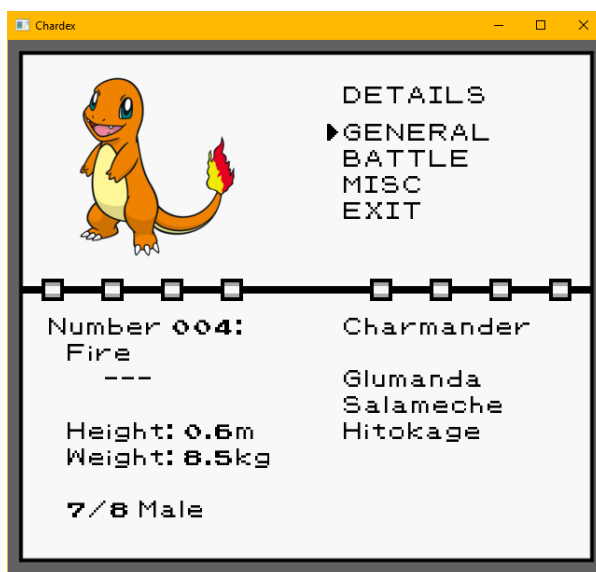 Chardex
DETAILS
GENERAL
BATTLE
MISC
EXIT
Number 004:
Fire
---
Height: 0.6m
Weight: 8.5kg
7/8 Male
Charmander
Glumanda
Salameche
Hitokage